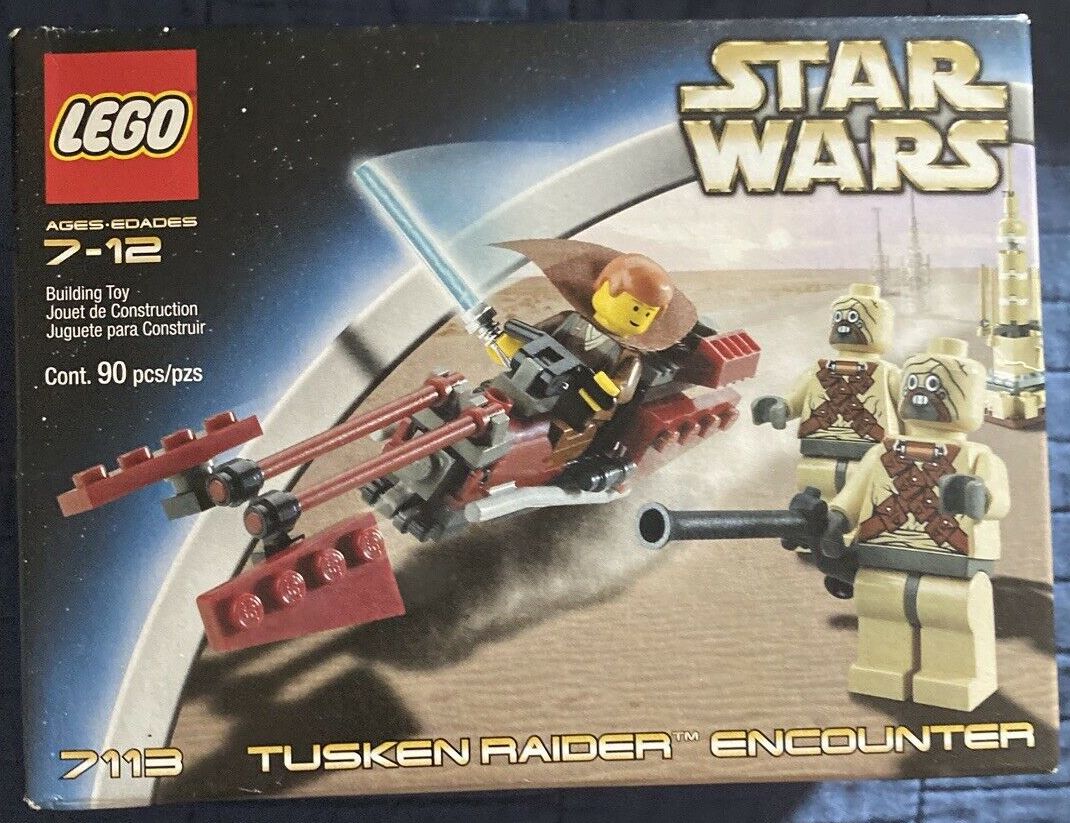 LEGO
AGES·EDADES
7-12
Building Toy
Jouet de Construction
Juguete para Construir
Cont. 90 pcs/pzs
STAR
WARS
7113 TUSKEN RAIDER™ ENCOUNTER